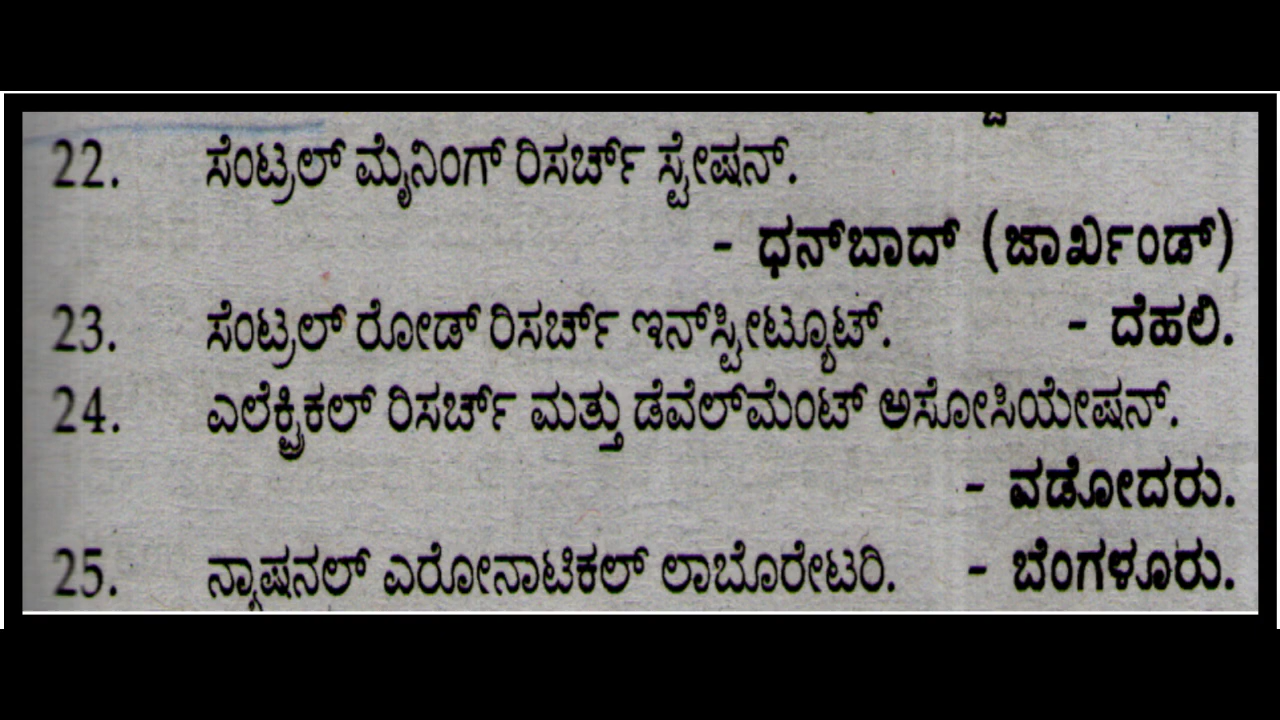 22. ಸೆಂಟ್ರಲ್ ಮೈನಿಂಗ್ ರಿಸರ್ಚ್ ಸ್ಟೇಷನ್.
- ಧನ್‌ಬಾದ್ (ಜಾರ್ಖಂಡ್)
23. ಸೆಂಟ್ರಲ್ ರೋಡ್ ರಿಸರ್ಚ್ ಇನ್‌ಸ್ಟೀಟ್ಯೂಟ್. - ದೆಹಲಿ.
24. ಎಲೆಕ್ಟ್ರಿಕಲ್ ರಿಸರ್ಚ್ ಮತ್ತು ಡೆವೆಲ್‌ಮೆಂಟ್ ಅಸೋಸಿಯೇಷನ್.
- ವಡೋದರು.
25. ನ್ಯಾಷನಲ್ ಎರೋನಾಟಿಕಲ್ ಲಾಬೊರೇಟರಿ. - ಬೆಂಗಳೂರು.